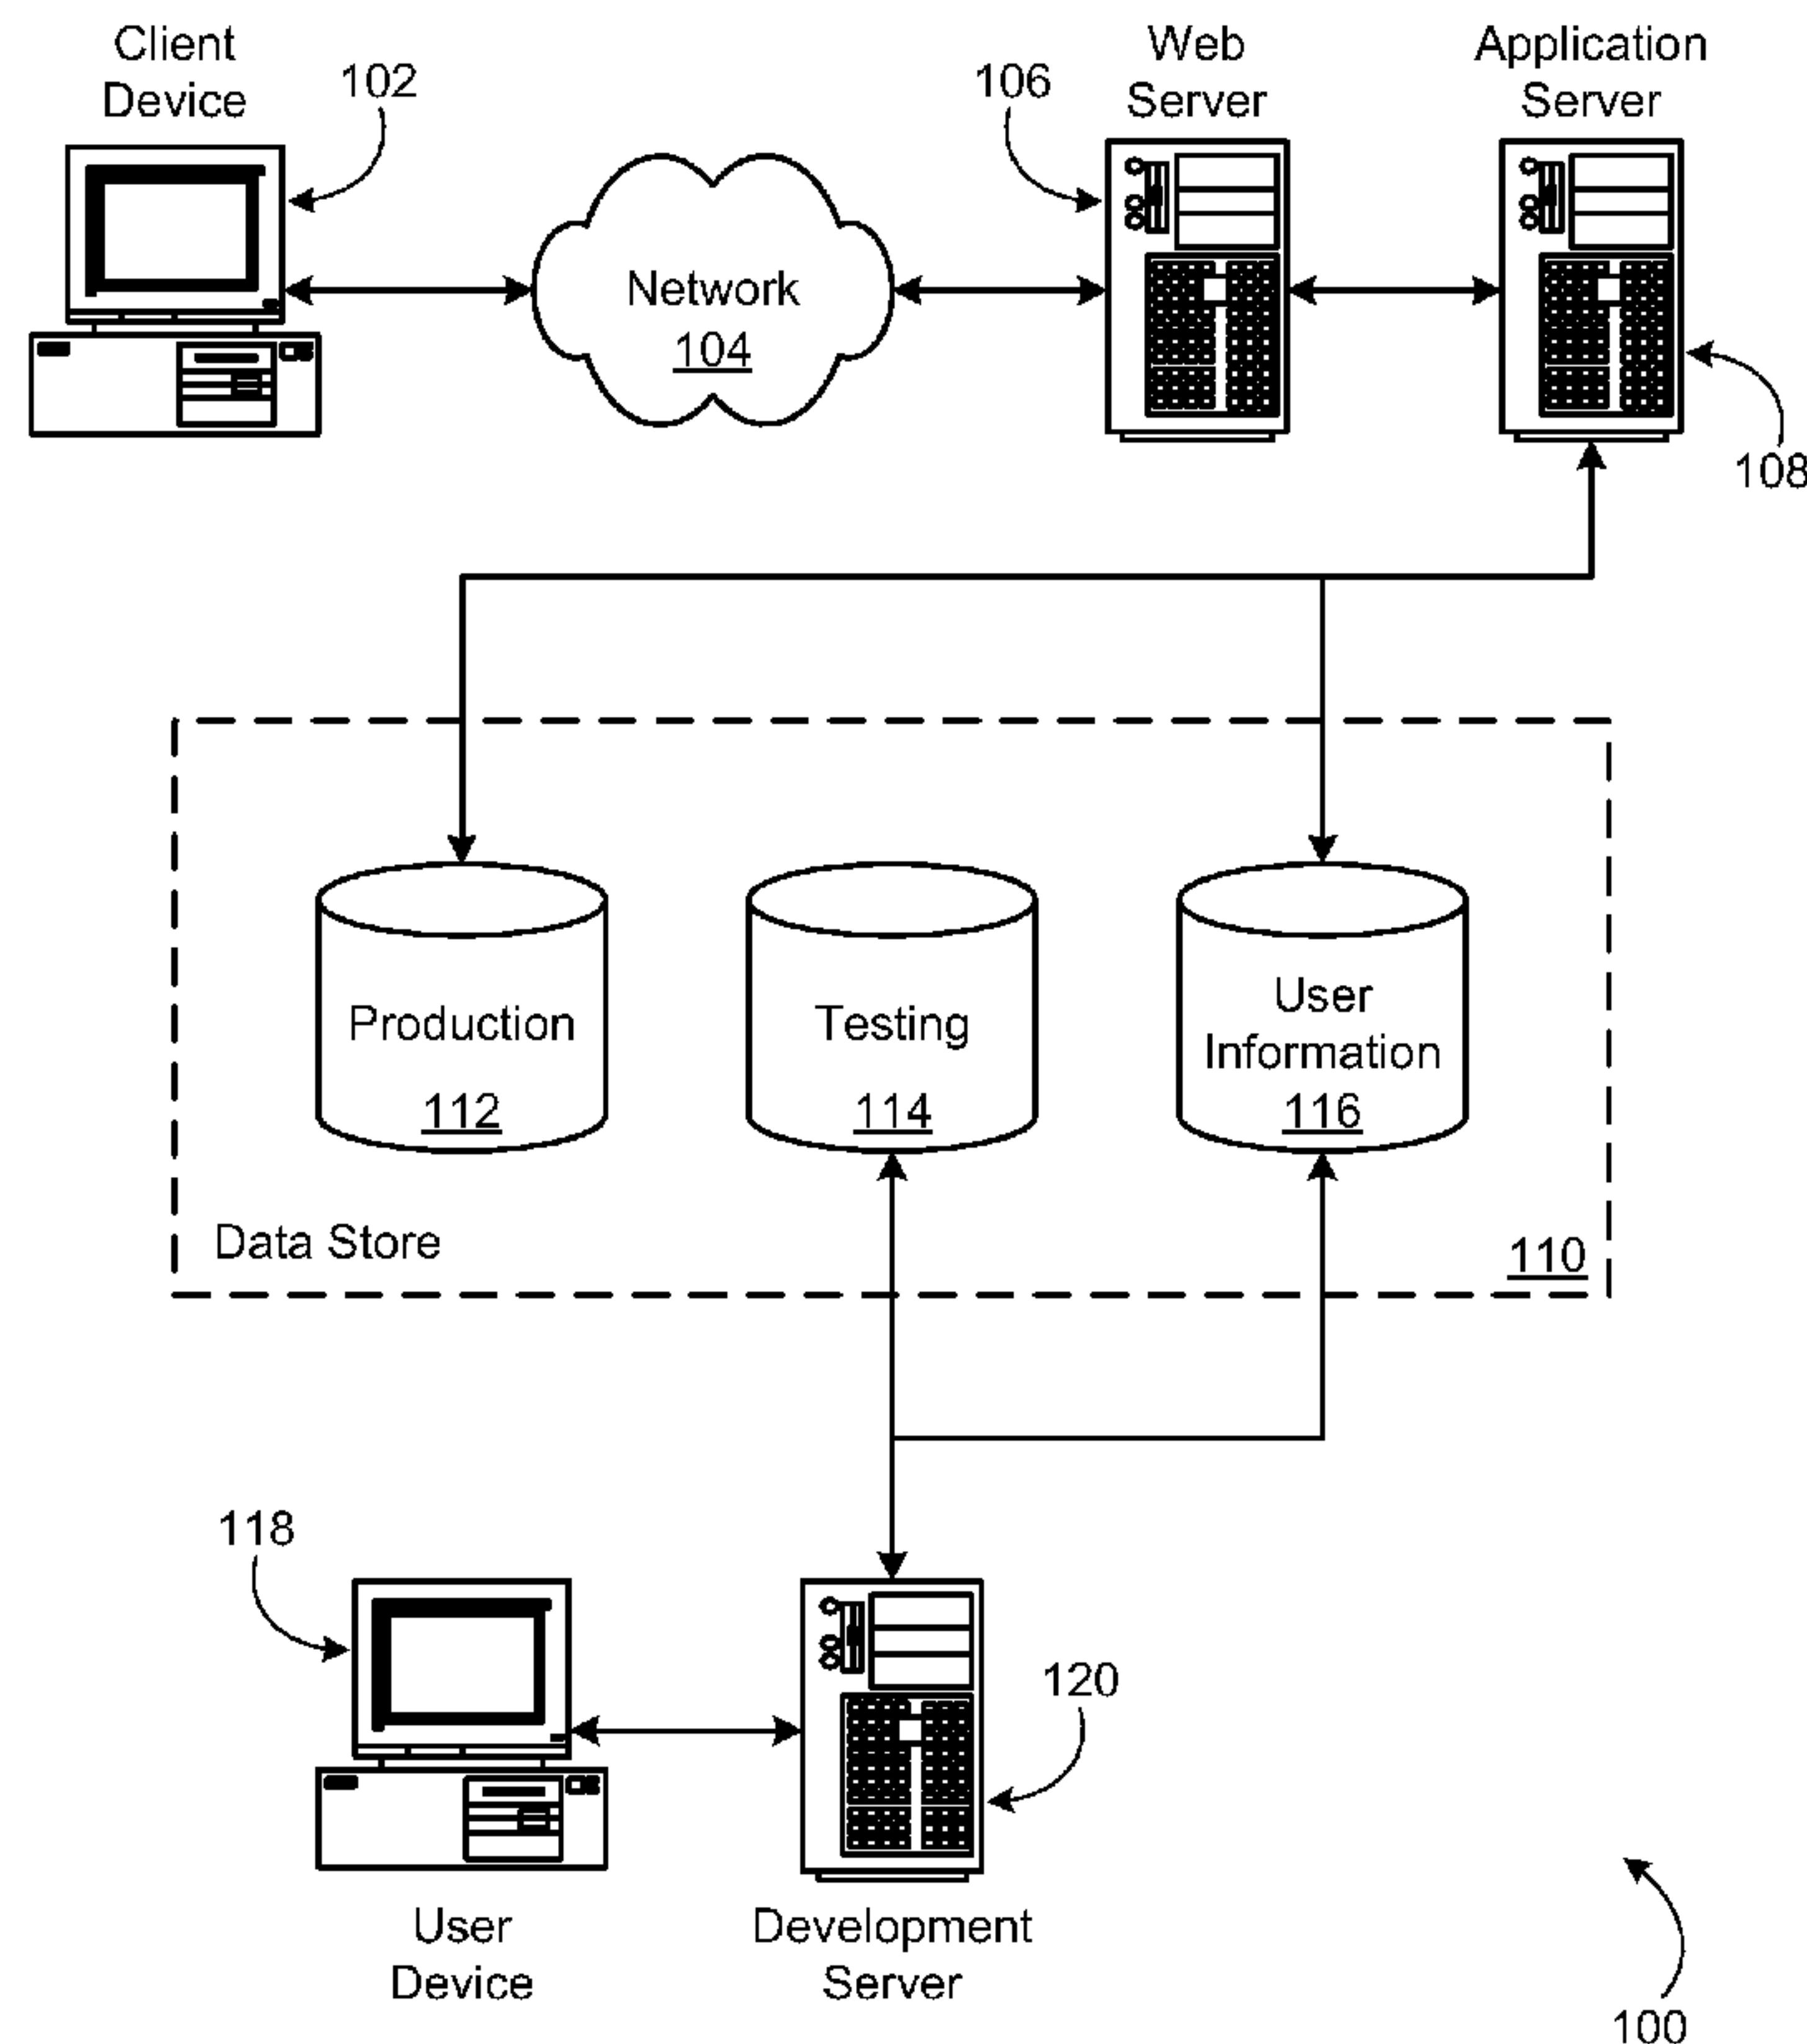 Client
Device
102
106
Web
Server
Application
Server
Network
104
108
Production
112
Testing
114
User
Information
116
Data Store
110
118
120
User
Device
Development
Server
100